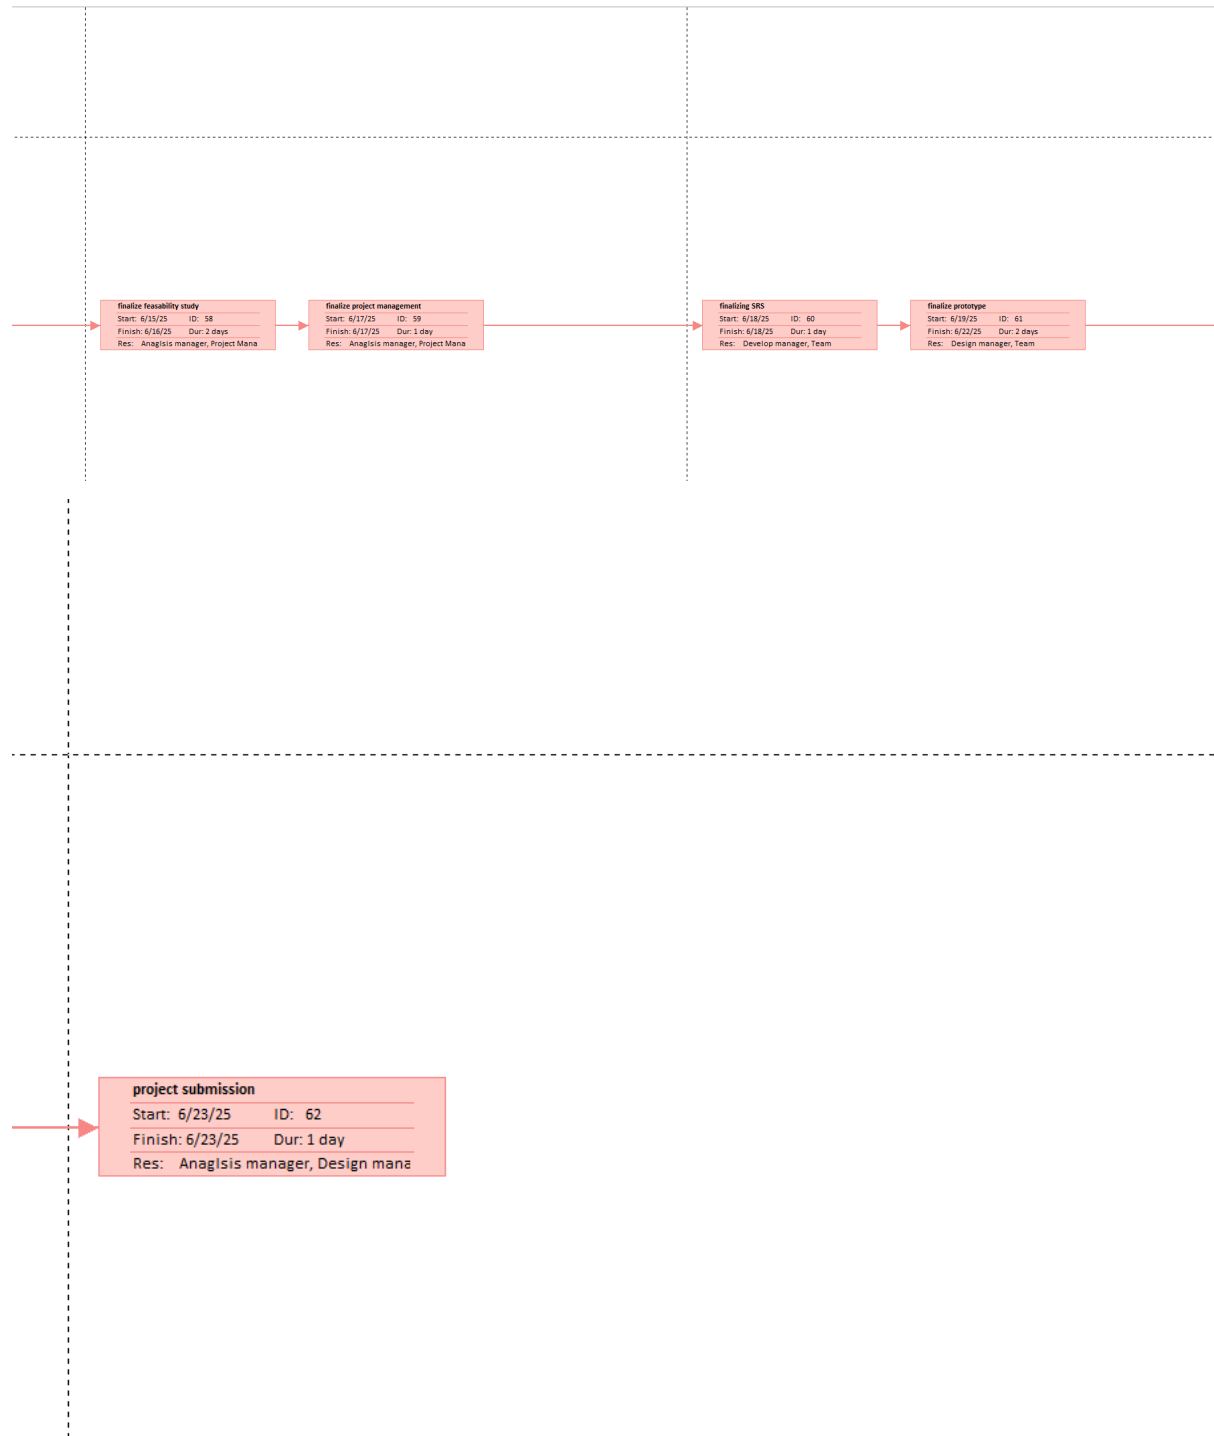 finalize feasability study
Start: 6/15/25 ID: 58
Finish: 6/16/25 Dur: 2 days
Res: Anaglsis manager, Project Mana
finalize project management
Start: 6/17/25 ID: 59
Finish: 6/17/25 Dur: 1 day
Res: Anaglsis manager, Project Mana
finalizing SRS
Start: 6/18/25 ID: 60
Finish: 6/18/25 Dur: 1 day
Res: Develop manager, Team
finalize prototype
Start: 6/19/25 ID: 61
Finish: 6/22/25 Dur: 2 days
Res: Design manager, Team
project submission
Start: 6/23/25 ID: 62
Finish: 6/23/25 Dur: 1 day
Res: Anaglsis manager, Design mana